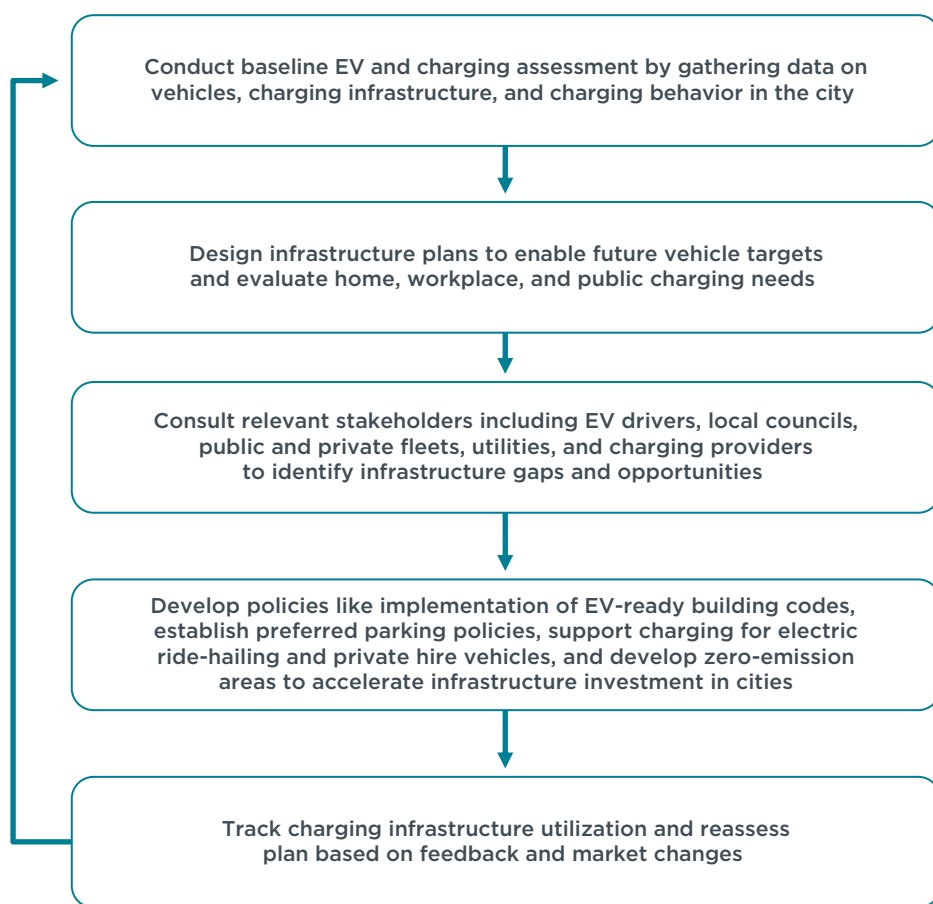 Conduct baseline EV and charging assessment by gathering data on
vehicles, charging infrastructure, and charging behavior in the city
Design infrastructure plans to enable future vehicle targets
and evaluate home, workplace, and public charging needs
Consult relevant stakeholders including EV drivers, local councils,
public and private fleets, utilities, and charging providers
to identify infrastructure gaps and opportunities
Develop policies like implementation of EV-ready building codes,
establish preferred parking policies, support charging for electric
ride-hailing and private hire vehicles, and develop zero-emission
areas to accelerate infrastructure investment in cities
Track charging infrastructure utilization and reassess
plan based on feedback and market changes